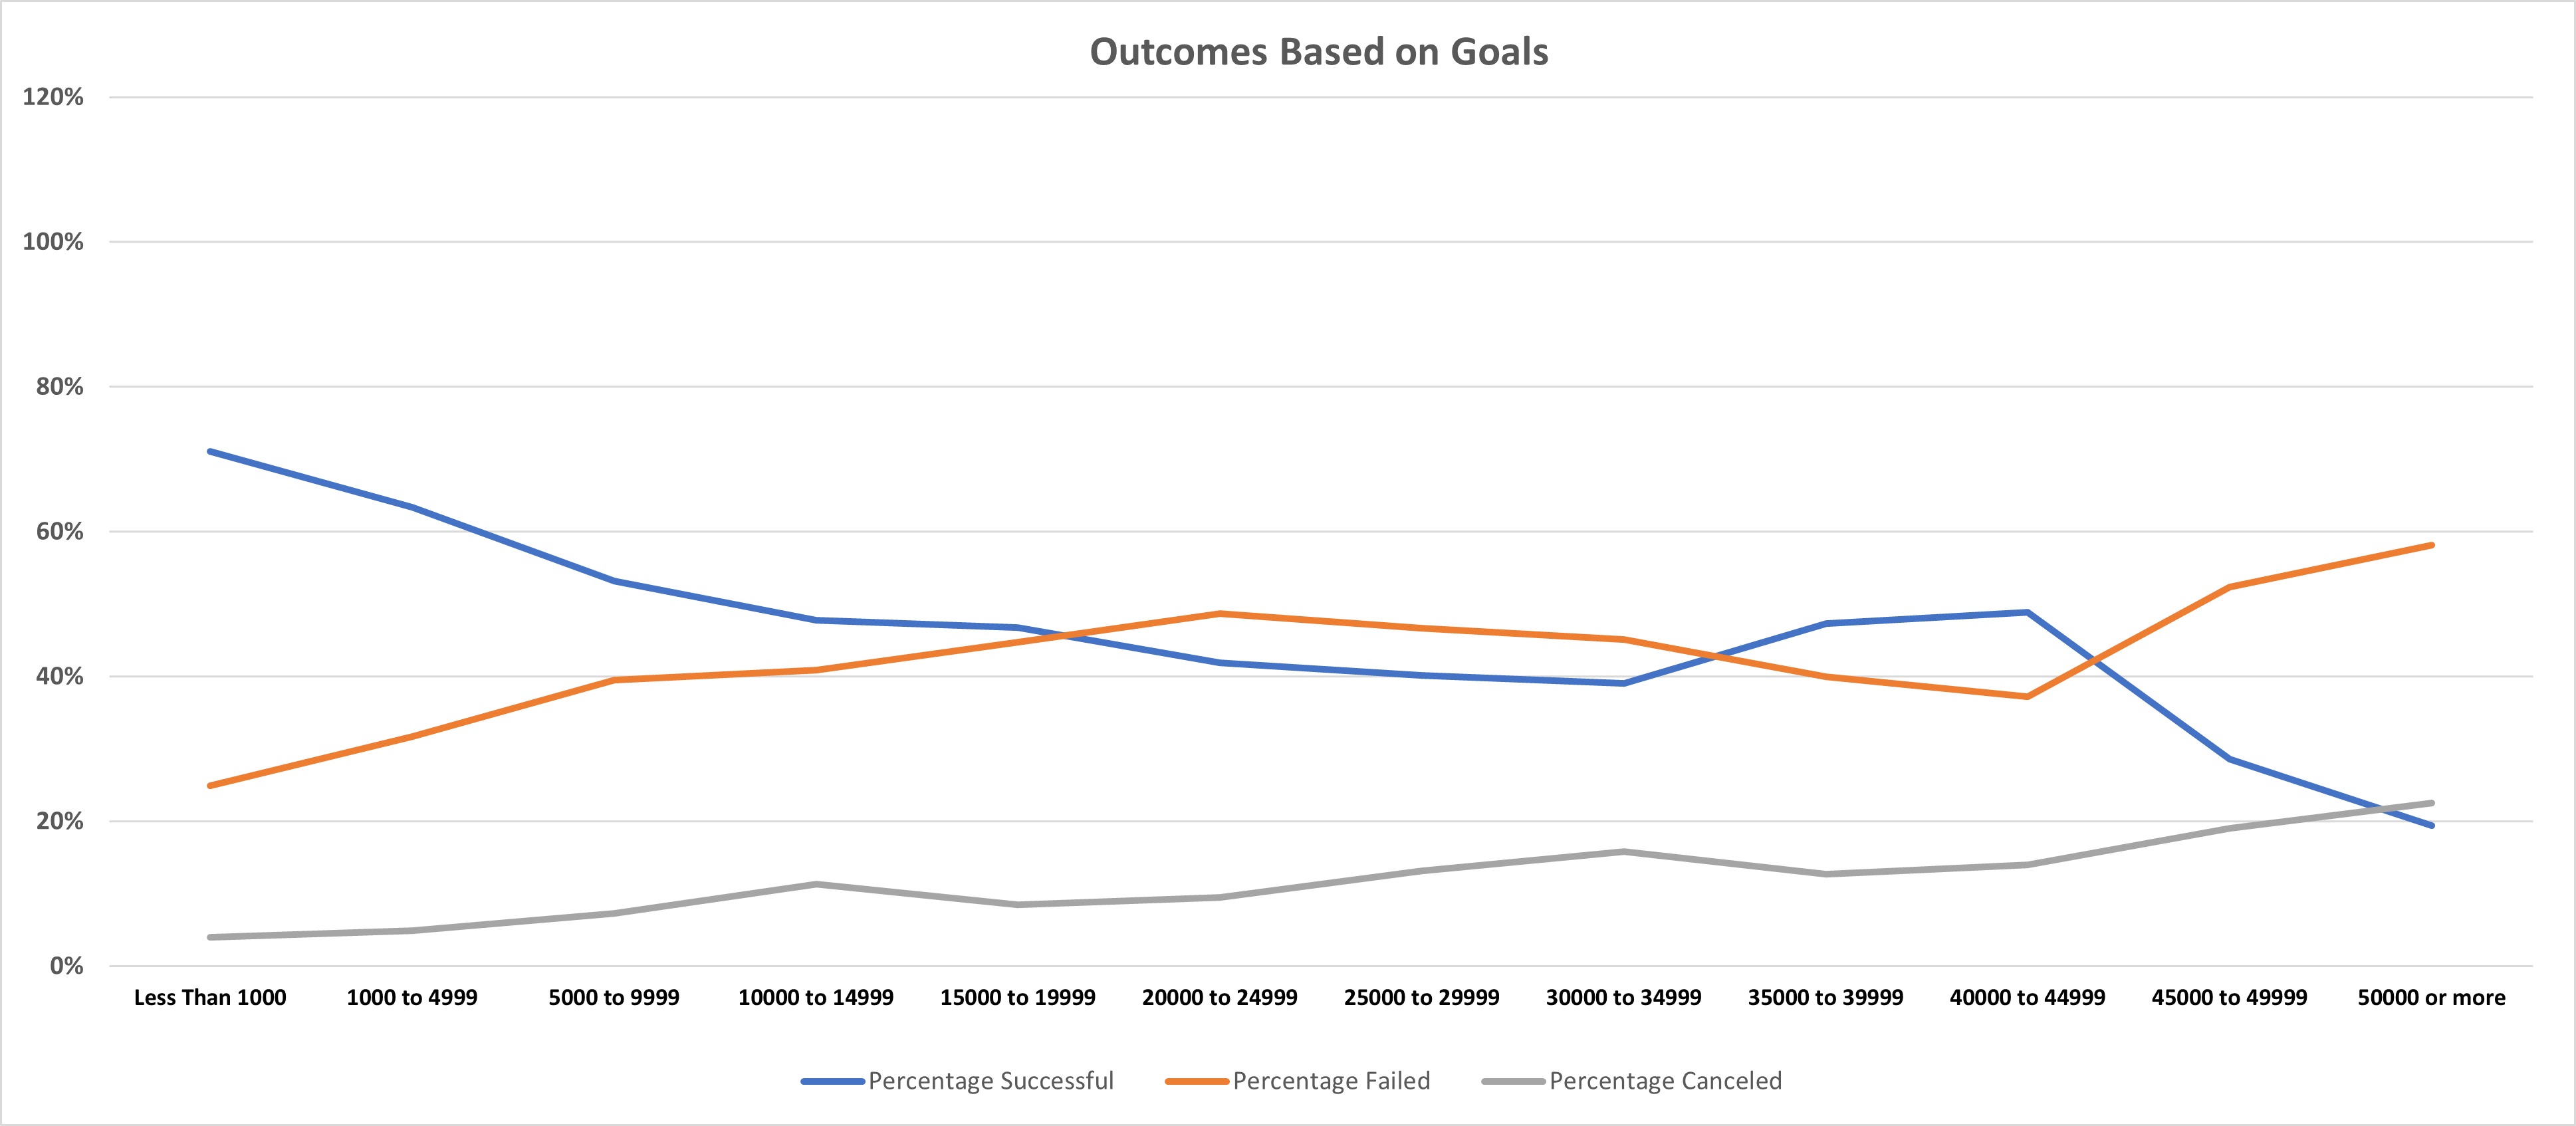 Outcomes Based on Goals
120%
100%
80%
60%
40%
20%
0%
Less Than 1000 1000 to 4999 5000 to 9999 10000 to 14999 15000 to 19999 20000 to 24999 25000 to 29999 30000 to 34999 35000 to 39999 40000 to 44999 45000 to 49999 50000 or more
Percentage Successful Percentage Failed Percentage Canceled